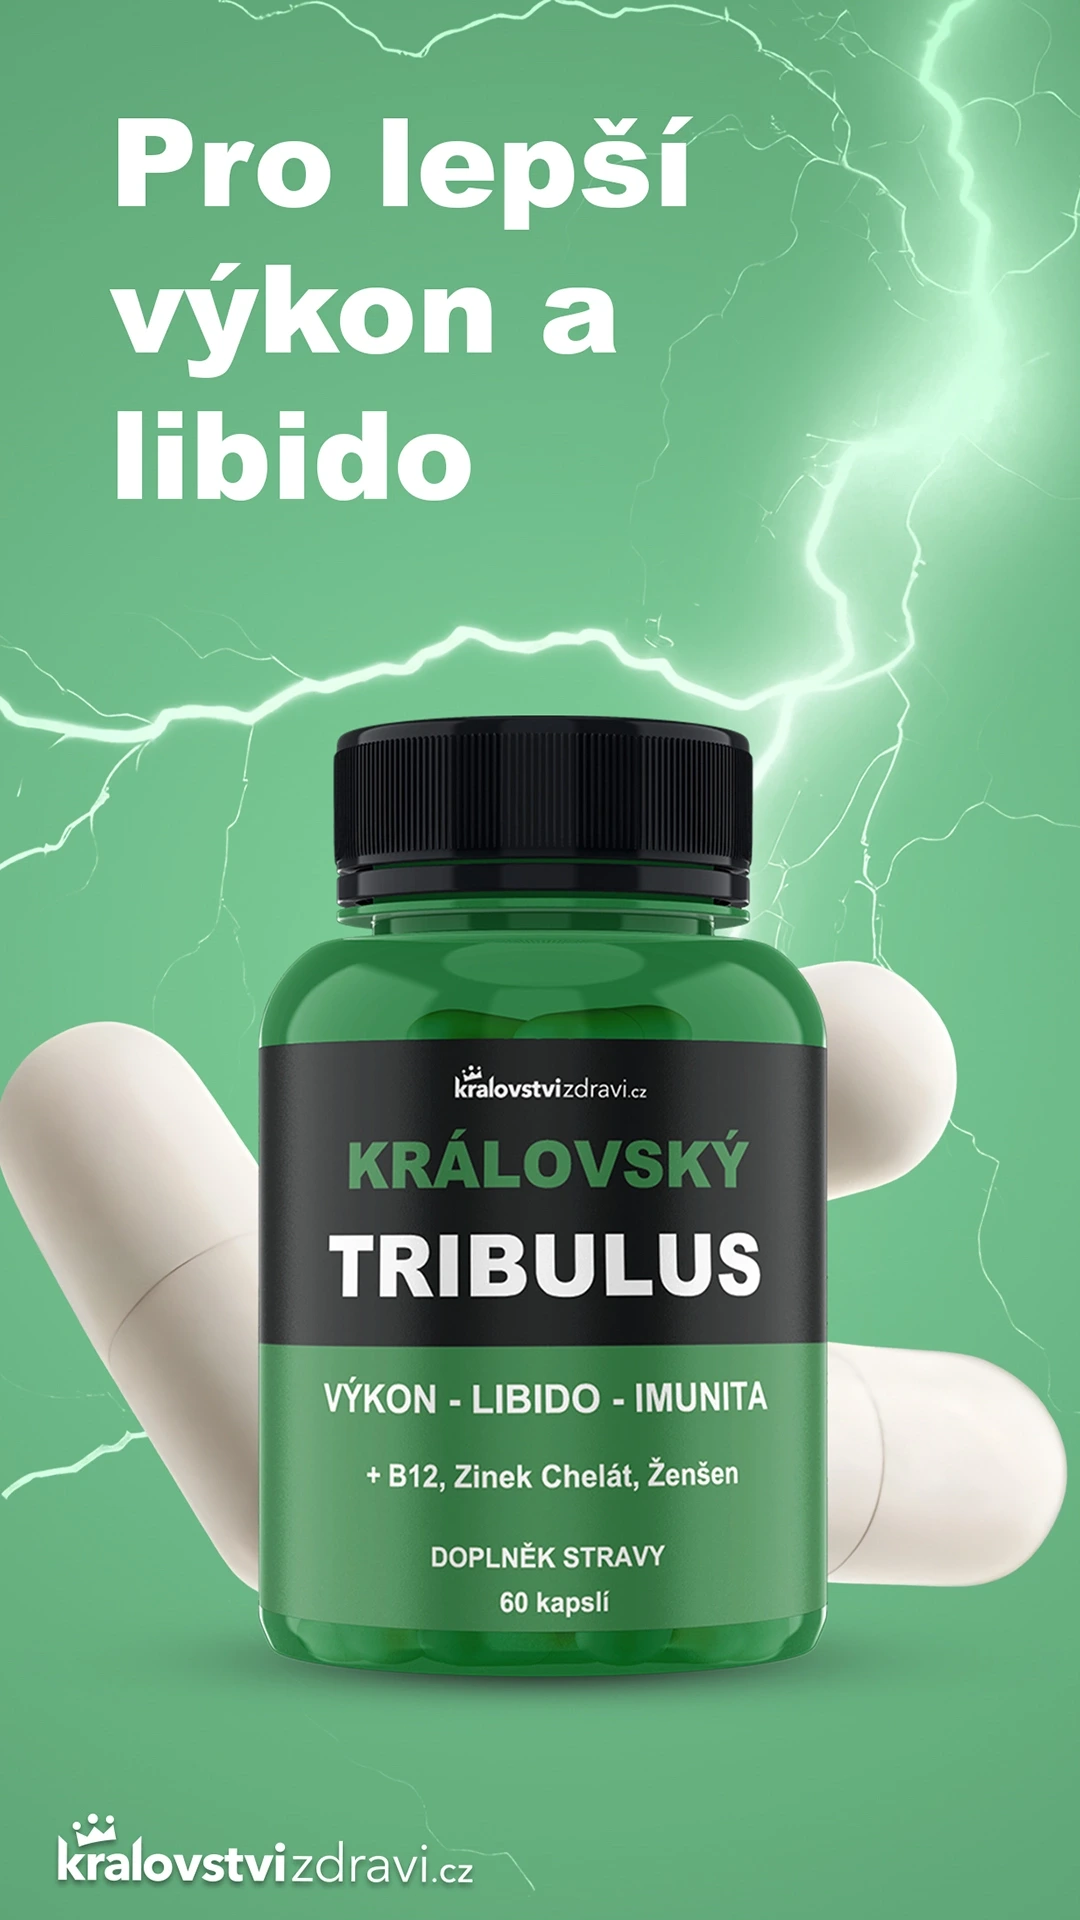 Pro lepší
výkon a
libido
kralovstvizdravi.cz
KRÁLOVSKÝ
TRIBULUS
VÝKON - LIBIDO - IMUNITA
+ B12, Zinek Chelát, Ženšen
DOPLNĚK STRAVY
60 kapslí
kralovstvizdravi.cz